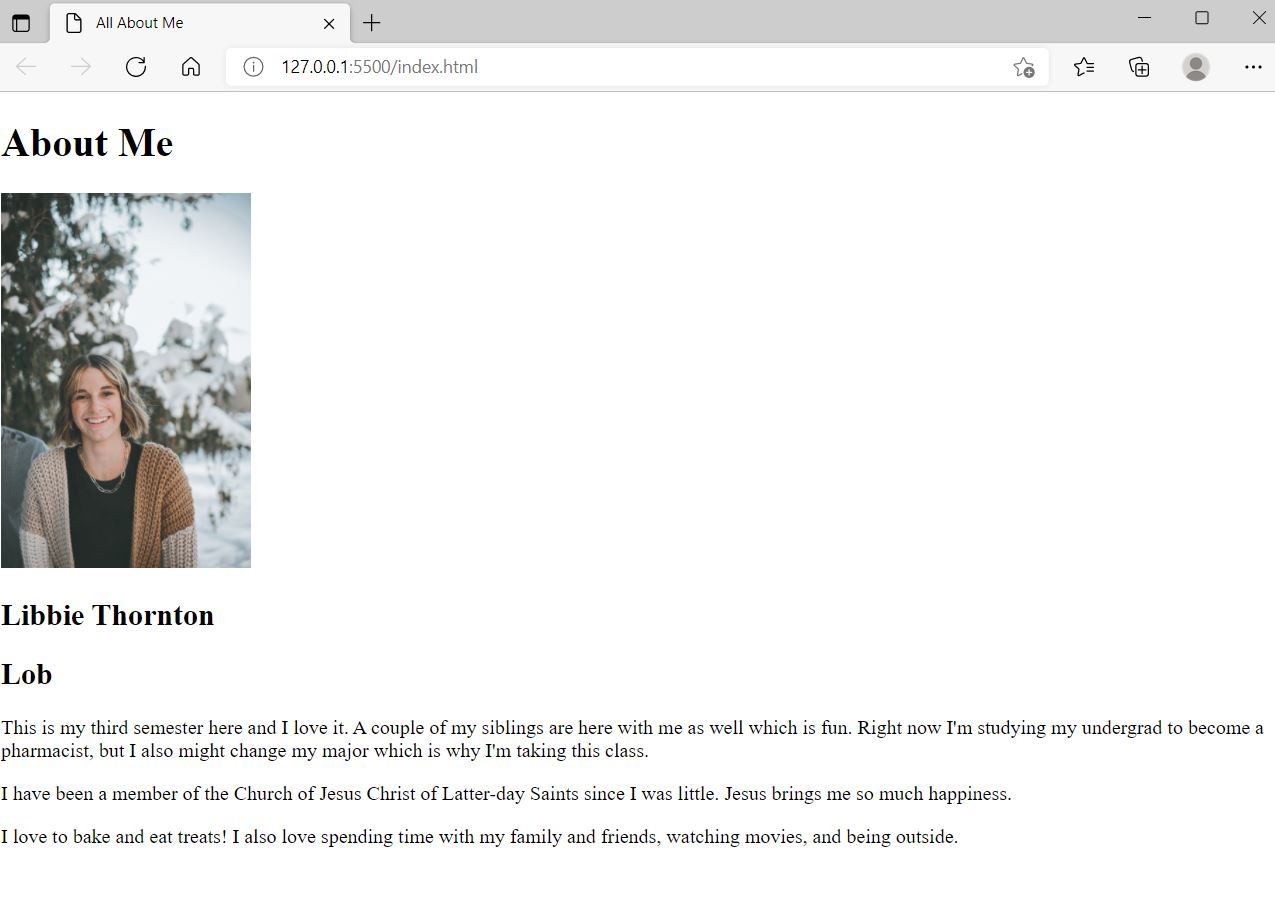 All About Me
127.0.0.1:5500/index.html
About Me
Libbie Thornton
Lob
This is my third semester here and I love it. A couple of my siblings are here with me as well which is fun. Right now I'm studying my undergrad to become a
pharmacist, but I also might change my major which is why I'm taking this class.
I have been a member of the Church of Jesus Christ of Latter-day Saints since I was little. Jesus brings me so much happiness.
I love to bake and eat treats! I also love spending time with my family and friends, watching movies, and being outside.